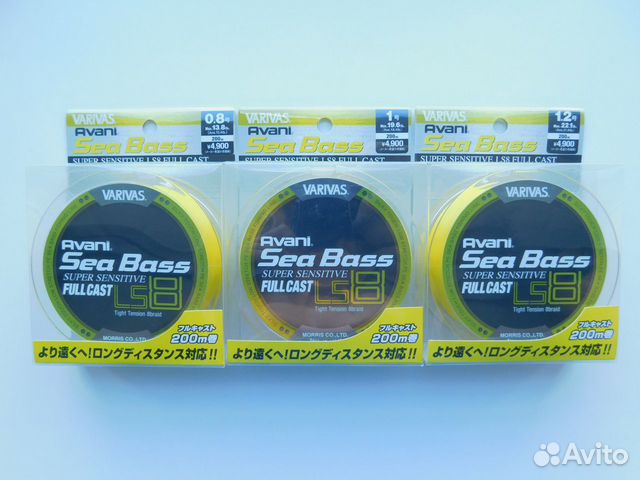 VARIVAS
Avani
Sea Bass
SUPER SENSITIVE LS8 FULL CAST
0.8号
Max.13.8lb.
200m
¥4,900
VARIVAS
Avani
Sea Bass
SUPER SENSITIVE
FULL CAST LS8
Tight Tension 8braid
MORRIS CO.,LTD.
フルキャスト
200m巻
より遠くへ!ロングディスタンス対応!!
VARIVAS
Avani
Sea Bass
SUPER SENSITIVE LS8 FULL CAST
1号
Max.19.6lb.
200m
¥4,900
VARIVAS
Avani
Sea Bass
SUPER SENSITIVE
FULL CAST LS8
Tight Tension 8braid
MORRIS CO.,LTD.
フルキャスト
200m巻
より遠くへ!ロングディスタンス対応!!
VARIVAS
Avani
Sea Bass
SUPER SENSITIVE LS8 FULL CAST
1.2号
Max.22.1lb.
200m
¥4,900
VARIVAS
Avani
Sea Bass
SUPER SENSITIVE
FULL CAST LS8
Tight Tension 8braid
MORRIS CO.,LTD.
フルキャスト
200m巻
より遠くへ!ロングディスタンス対応!!
Avito